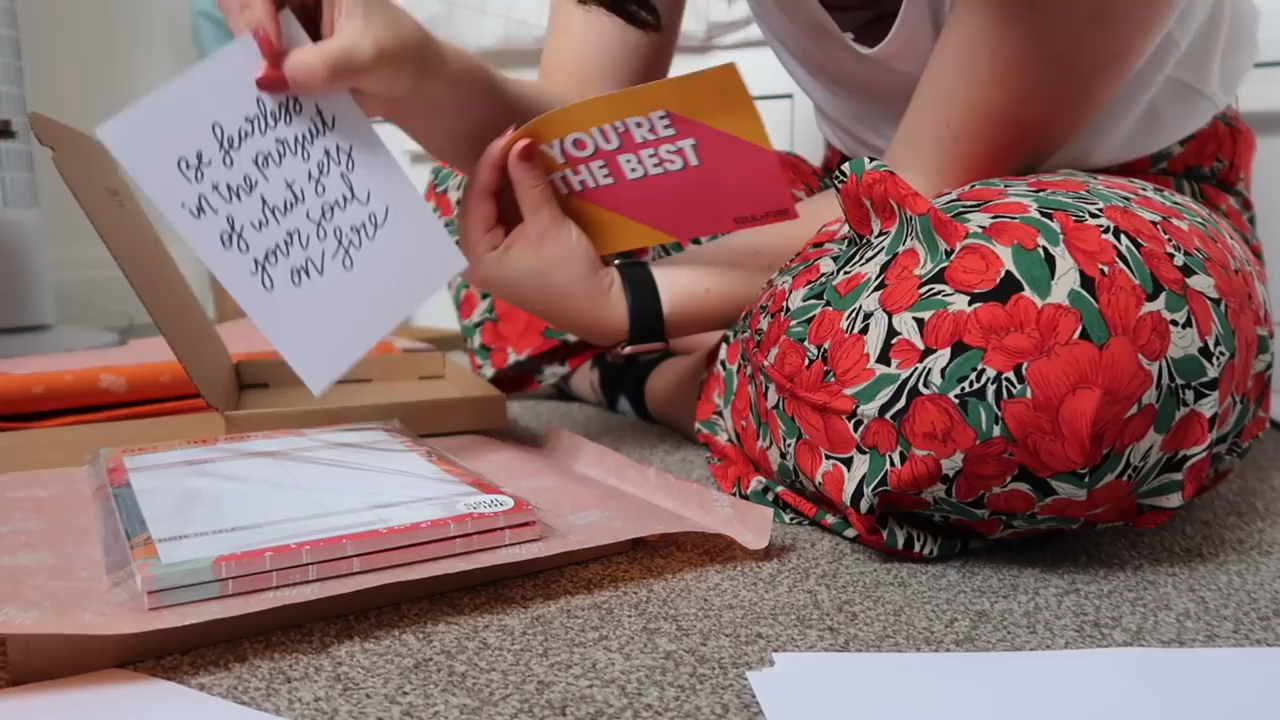 Be fearless
in the pursuit
of what sets
your soul
on fire
YOU'RE
THE BEST